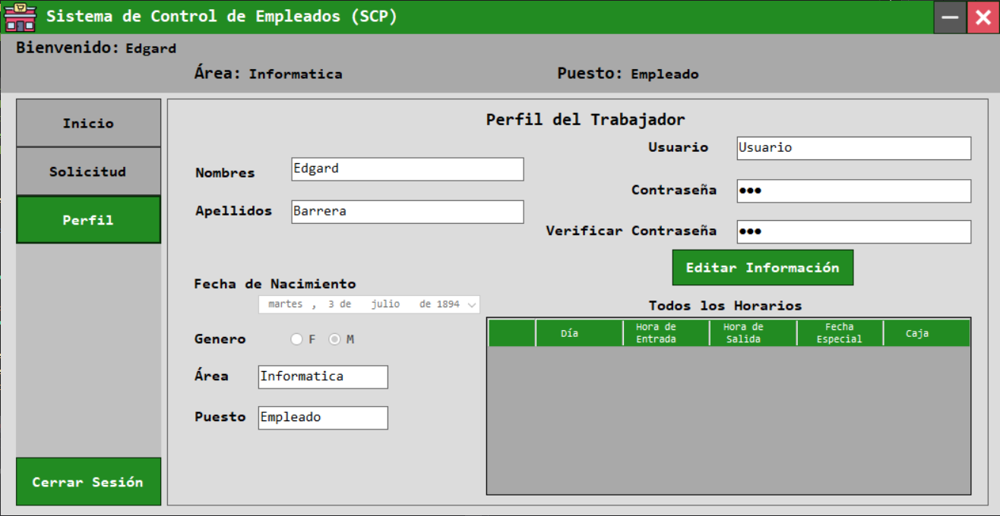 Sistema de Control de Empleados (SCP)
Bienvenido: Edgard
Área: Informatica
Puesto: Empleado
Inicio
Solicitud
Perfil
Cerrar Sesión
Perfil del Trabajador
Nombres Edgard
Apellidos Barrera
Usuario Usuario
Contraseña ●●●
Verificar Contraseña ●●●
Editar Información
Fecha de Nacimiento
martes , 3 de julio de 1894
Genero F M
Área Informatica
Puesto Empleado
Todos los Horarios
Día
Hora de
Entrada
Hora de
Salida
Fecha
Especial
Caja